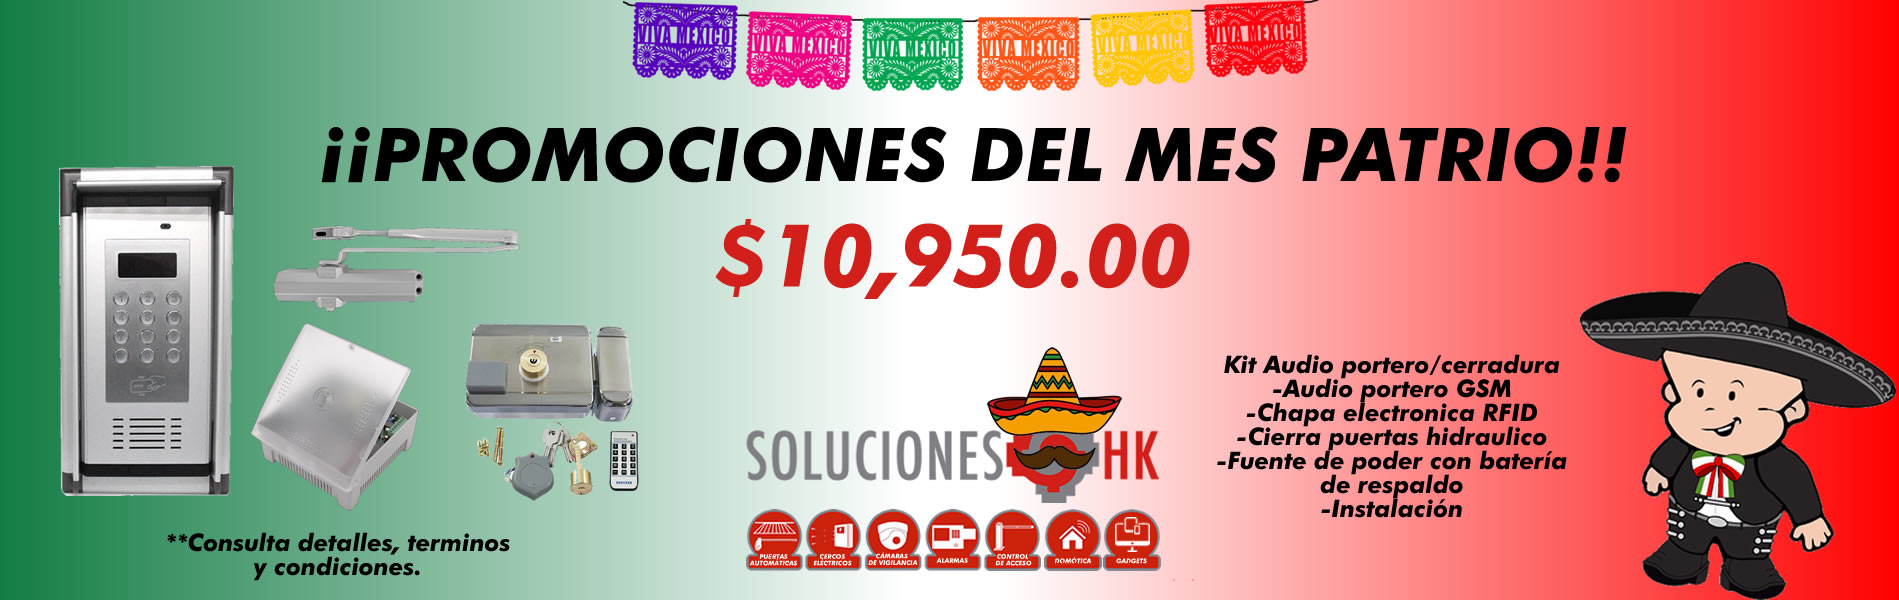 VIVA MEXICO VIVA MEXICO VIVA MEXICO VIVA MEXICO VIVA MEXICO VIVA MEXICO
¡¡PROMOCIONES DEL MES PATRIO!!
$10,950.00
Kit Audio portero/cerradura
-Audio portero GSM
-Chapa electronica RFID
-Cierra puertas hidraulico
-Fuente de poder con batería
de respaldo
-Instalación
SOLUCIONES HK
PUERTAS
AUTOMÁTICAS
CERCOS
ELÉCTRICOS
CÁMARAS
DE VIGILANCIA
ALARMAS
CONTROL
DE ACCESO
DOMÓTICA
GADGETS
**Consulta detalles, terminos
y condiciones.